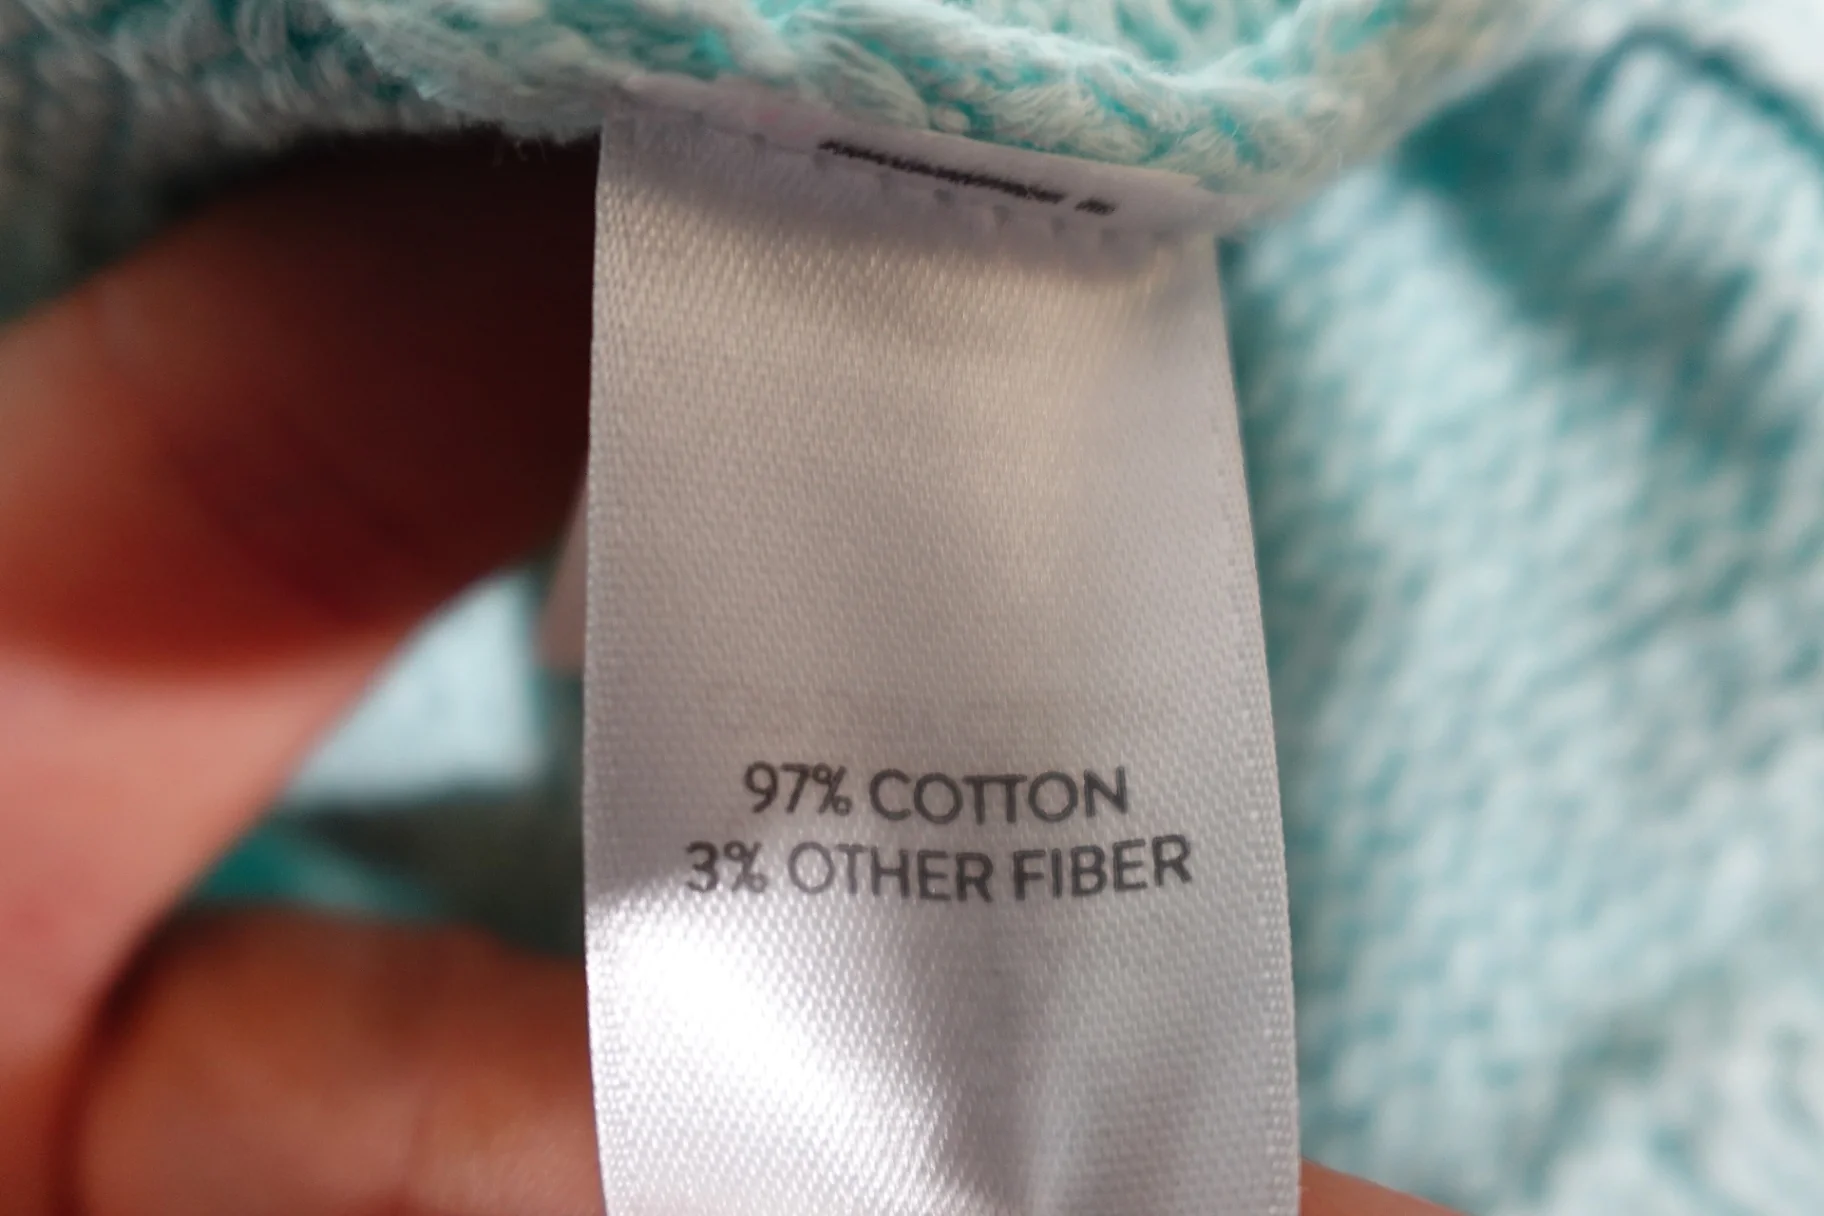 97% COTTON
3% OTHER FIBER